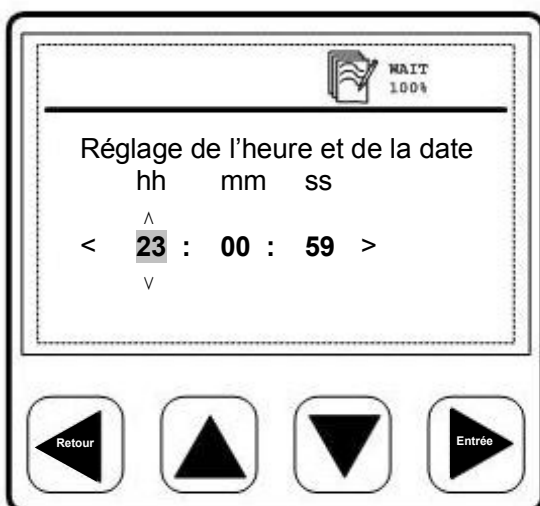 WAIT
100%
Réglage de l’heure et de la date
hh mm ss
^
< 23 : 00 : 59 >
v
Retour Entrée